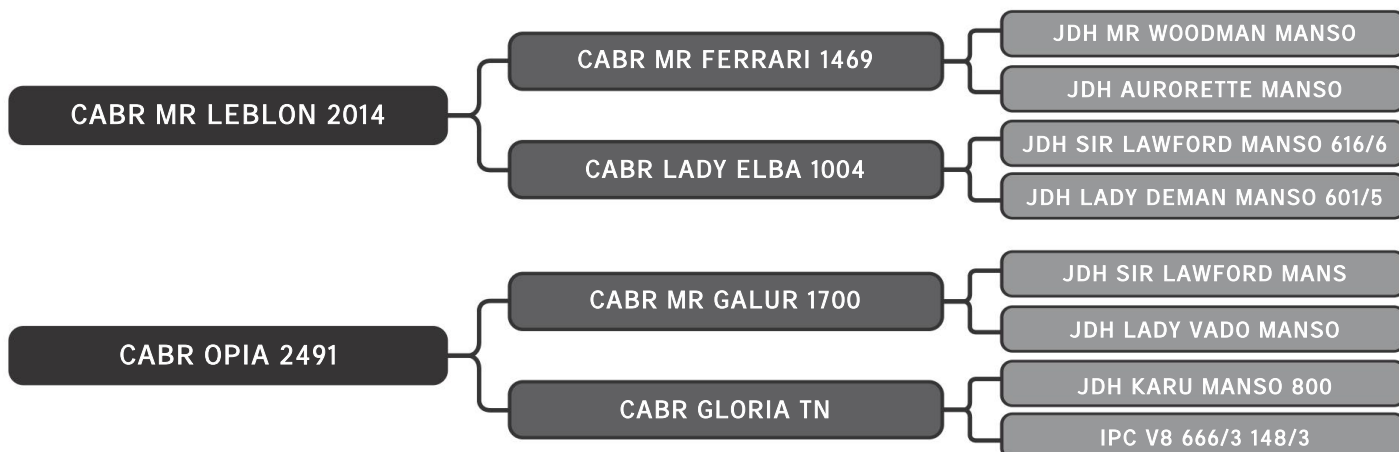 CABR MR LEBLON 2014
CABR MR FERRARI 1469
JDH MR WOODMAN MANSO
JDH AURORETTE MANSO
CABR LADY ELBA 1004
JDH SIR LAWFORD MANSO 616/6
JDH LADY DEMAN MANSO 601/5
CABR OPIA 2491
CABR MR GALUR 1700
JDH SIR LAWFORD MANS
JDH LADY VADO MANSO
CABR GLORIA TN
JDH KARU MANSO 800
IPC V8 666/3 148/3